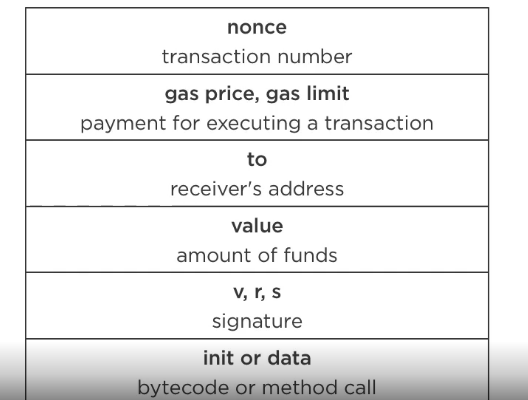 nonce
transaction number
gas price, gas limit
payment for executing a transaction
to
receiver's address
value
amount of funds
v, r, s
signature
init or data
bytecode or method call